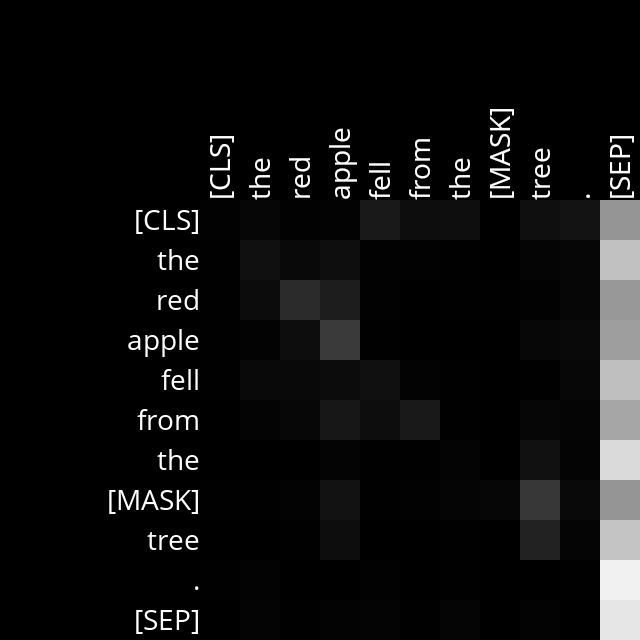 [CLS] the red apple fell from the [MASK] tree . [SEP]
[CLS]
the
red
apple
fell
from
the
[MASK]
tree
.
[SEP]